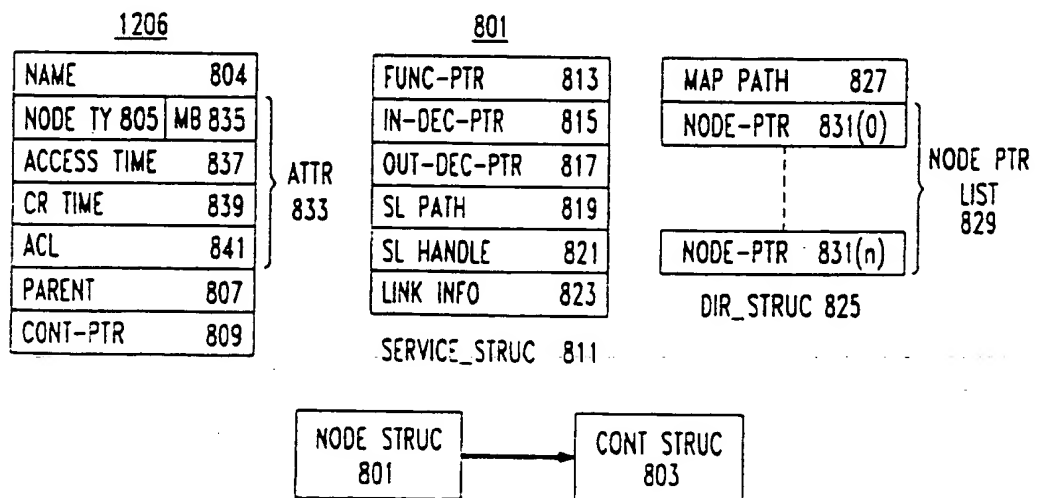 1206
NAME 804
NODE TY 805 MB 835
ACCESS TIME 837
CR TIME 839
ACL 841
PARENT 807
CONT-PTR 809
ATTR
833
801
FUNC-PTR 813
IN-DEC-PTR 815
OUT-DEC-PTR 817
SL PATH 819
SL HANDLE 821
LINK INFO 823
SERVICE_STRUC 811
MAP PATH 827
NODE-PTR 831(0)
NODE-PTR 831(n)
NODE PTR
LIST
829
DIR_STRUC 825
NODE STRUC
801
CONT STRUC
803